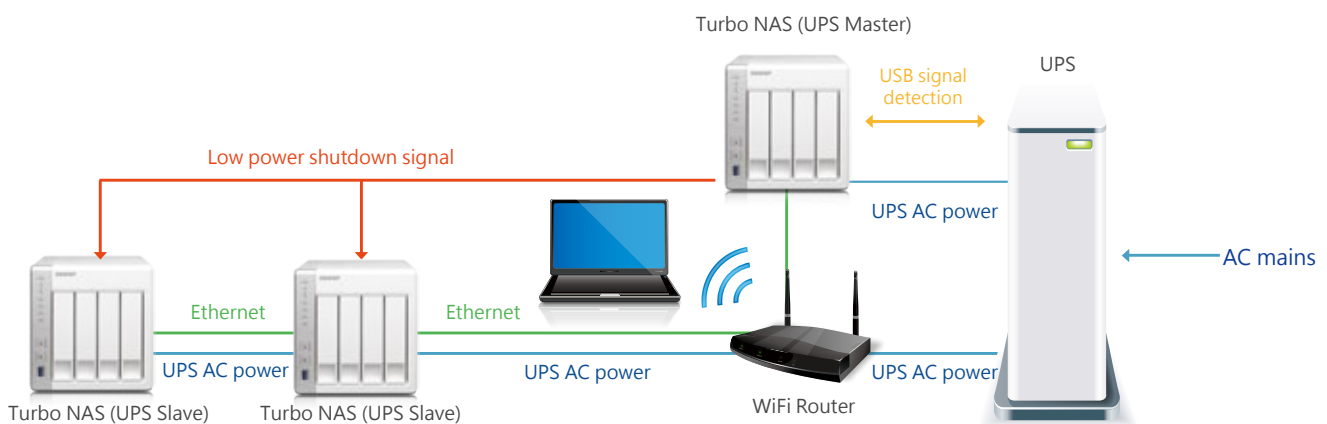 Turbo NAS (UPS Master)
UPS
USB signal
detection
Low power shutdown signal
UPS AC power
AC mains
Ethernet
Ethernet
UPS AC power
UPS AC power
UPS AC power
Turbo NAS (UPS Slave)
Turbo NAS (UPS Slave)
WiFi Router